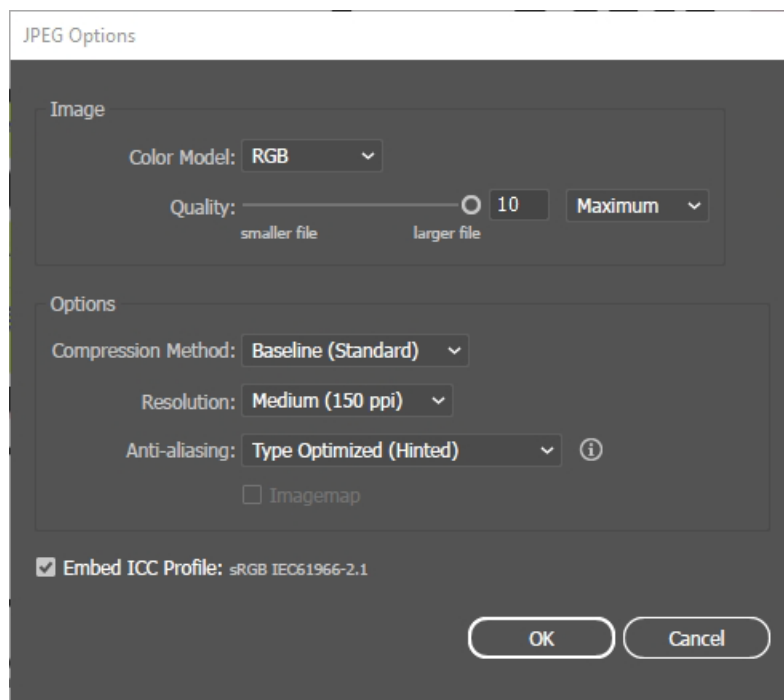 JPEG Options
Image
Color Model: RGB
Quality: 10 Maximum
smaller file larger file
Options
Compression Method: Baseline (Standard)
Resolution: Medium (150 ppi)
Anti-aliasing: Type Optimized (Hinted)
Imagemap
Embed ICC Profile: sRGB IEC61966-2.1
OK Cancel